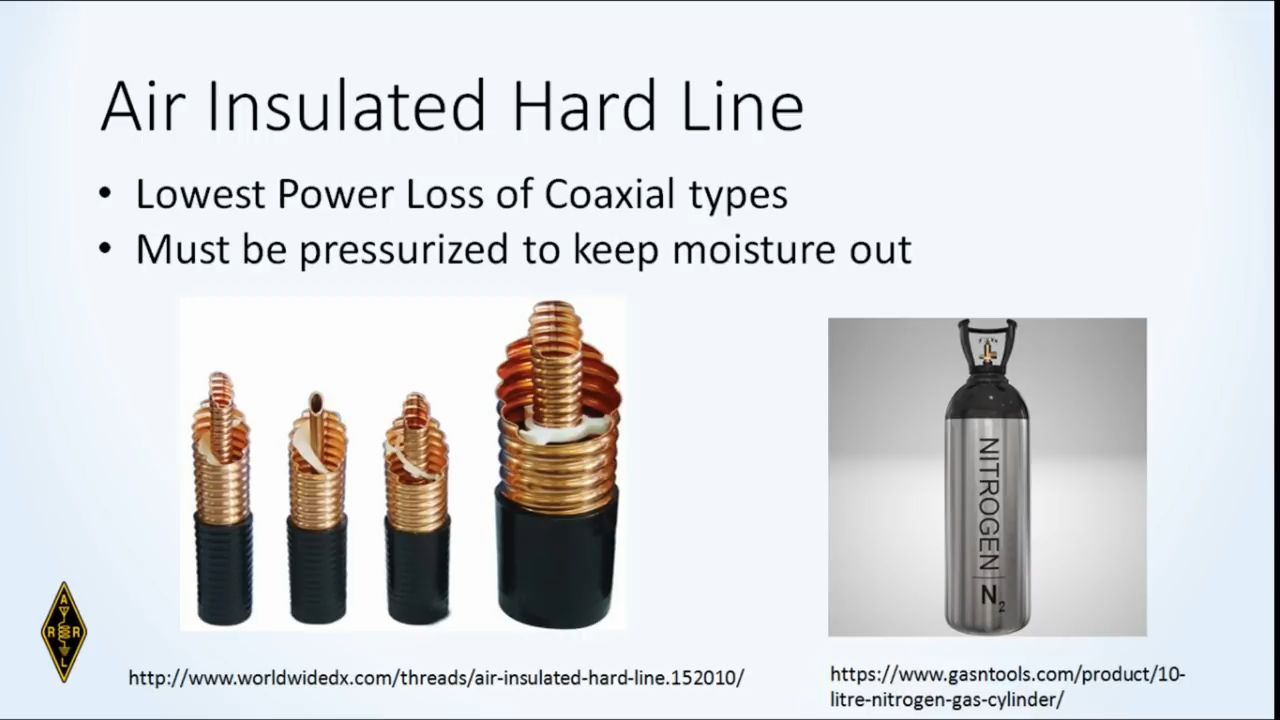 Air Insulated Hard Line
• Lowest Power Loss of Coaxial types
• Must be pressurized to keep moisture out
NITROGEN N2
A
R R
L
http://www.worldwidedx.com/threads/air-insulated-hard-line.152010/
https://www.gasntools.com/product/10-
litre-nitrogen-gas-cylinder/